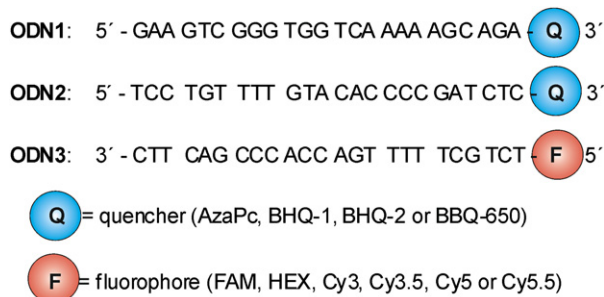 ODN1: 5´ - GAA GTC GGG TGG TCA AAA AGC AGA - Q 3´
ODN2: 5´ - TCC TGT TTT GTA CAC CCC GAT CTC - Q 3´
ODN3: 3´ - CTT CAG CCC ACC AGT TTT TCG TCT - F 5´
Q = quencher (AzaPc, BHQ-1, BHQ-2 or BBQ-650)
F = fluorophore (FAM, HEX, Cy3, Cy3.5, Cy5 or Cy5.5)